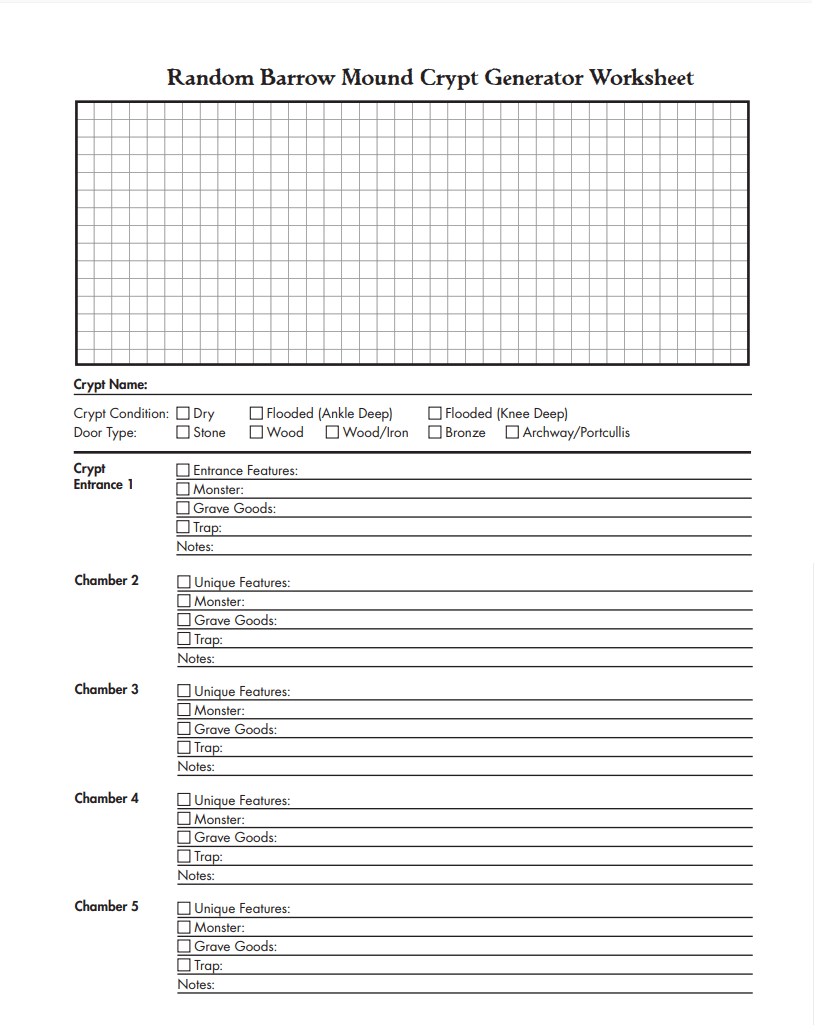 Random Barrow Mound Crypt Generator Worksheet
Crypt Name:
Crypt Condition: Dry Flooded (Ankle Deep) Flooded (Knee Deep)
Door Type: Stone Wood Wood/Iron Bronze Archway/Portcullis
Crypt
Entrance 1
Entrance Features:
Monster:
Grave Goods:
Trap:
Notes:
Chamber 2
Unique Features:
Monster:
Grave Goods:
Trap:
Notes:
Chamber 3
Unique Features:
Monster:
Grave Goods:
Trap:
Notes:
Chamber 4
Unique Features:
Monster:
Grave Goods:
Trap:
Notes:
Chamber 5
Unique Features:
Monster:
Grave Goods:
Trap:
Notes: